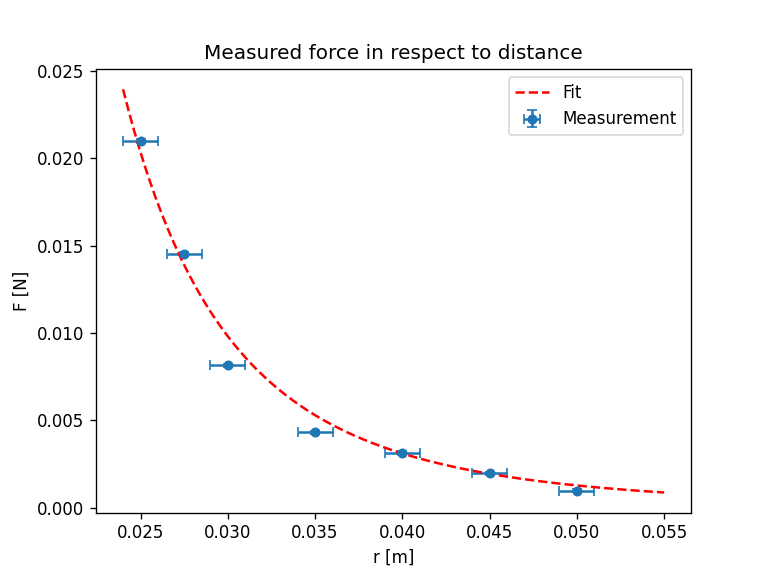 Measured force in respect to distance
Fit
Measurement
F [N]
0.025
0.020
0.015
0.010
0.005
0.000
0.025 0.030 0.035 0.040 0.045 0.050 0.055
r [m]